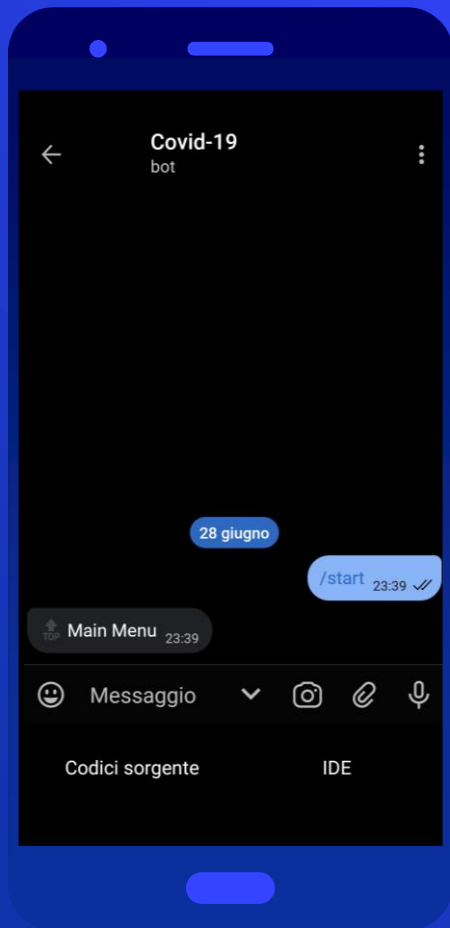 Covid-19
bot
28 giugno
/start 23:39
TOP Main Menu 23:39
Messaggio
Codici sorgente IDE